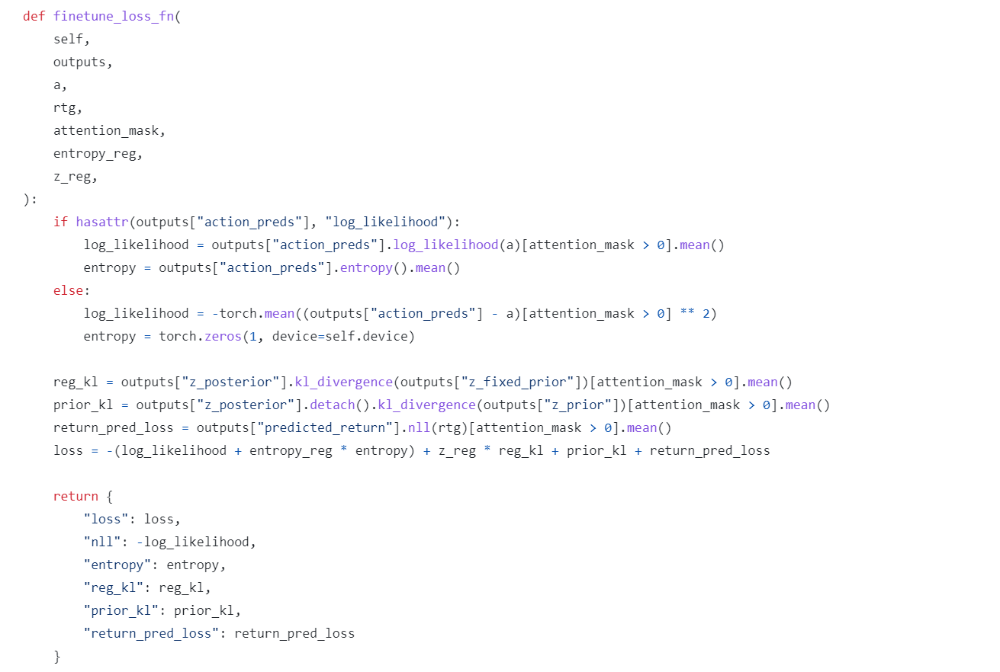 def finetune_loss_fn(
    self,
    outputs,
    a,
    rtg,
    attention_mask,
    entropy_reg,
    z_reg,
):
    if hasattr(outputs["action_preds"], "log_likelihood"):
        log_likelihood = outputs["action_preds"].log_likelihood(a)[attention_mask > 0].mean()
        entropy = outputs["action_preds"].entropy().mean()
    else:
        log_likelihood = -torch.mean((outputs["action_preds"] - a)[attention_mask > 0] ** 2)
        entropy = torch.zeros(1, device=self.device)

    reg_kl = outputs["z_posterior"].kl_divergence(outputs["z_fixed_prior"])[attention_mask > 0].mean()
    prior_kl = outputs["z_posterior"].detach().kl_divergence(outputs["z_prior"])[attention_mask > 0].mean()
    return_pred_loss = outputs["predicted_return"].nll(rtg)[attention_mask > 0].mean()
    loss = -(log_likelihood + entropy_reg * entropy) + z_reg * reg_kl + prior_kl + return_pred_loss

    return {
        "loss": loss,
        "nll": -log_likelihood,
        "entropy": entropy,
        "reg_kl": reg_kl,
        "prior_kl": prior_kl,
        "return_pred_loss": return_pred_loss
    }